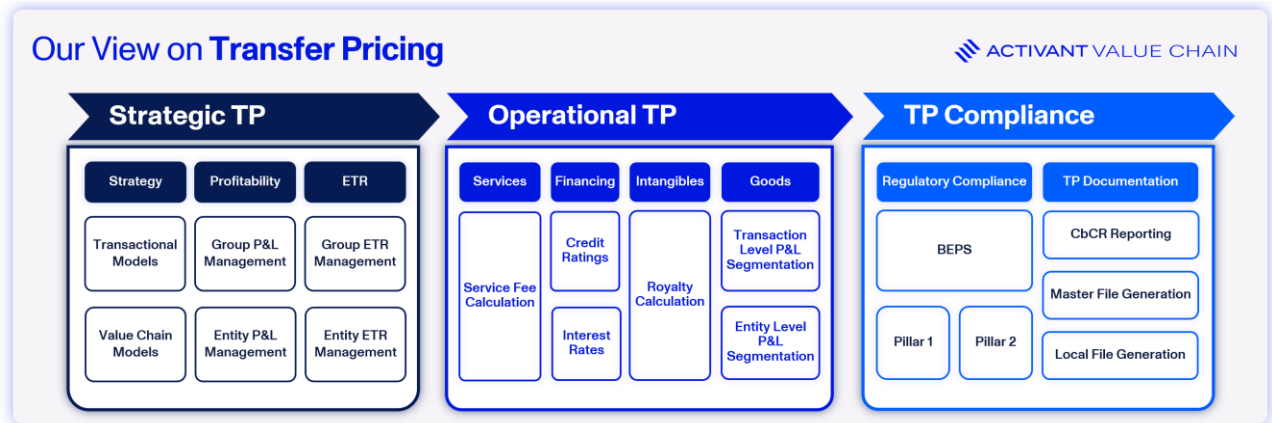 Our View on Transfer Pricing
ACTIVANT VALUE CHAIN
Strategic TP
Strategy
Profitability
ETR
Transactional
Models
Group P&L
Management
Group ETR
Management
Value Chain
Models
Entity P&L
Management
Entity ETR
Management
Operational TP
Services
Financing
Intangibles
Goods
Service Fee
Calculation
Credit
Ratings
Interest
Rates
Royalty
Calculation
Transaction
Level P&L
Segmentation
Entity Level
P&L
Segmentation
TP Compliance
Regulatory Compliance
TP Documentation
BEPS
Pillar 1
Pillar 2
CbCR Reporting
Master File Generation
Local File Generation